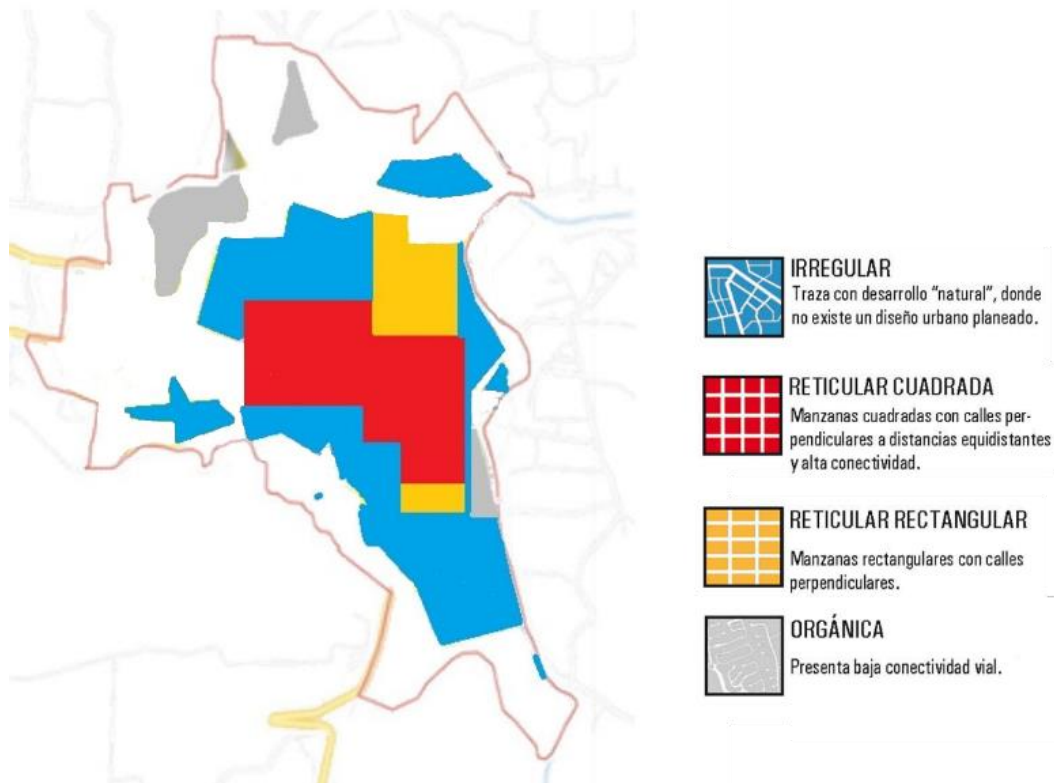 IRREGULAR
Traza con desarrollo “natural”, donde
no existe un diseño urbano planeado.
RETICULAR CUADRADA
Manzanas cuadradas con calles per-
pendiculares a distancias equidistantes
y alta conectividad.
RETICULAR RECTANGULAR
Manzanas rectangulares con calles
perpendiculares.
ORGÁNICA
Presenta baja conectividad vial.